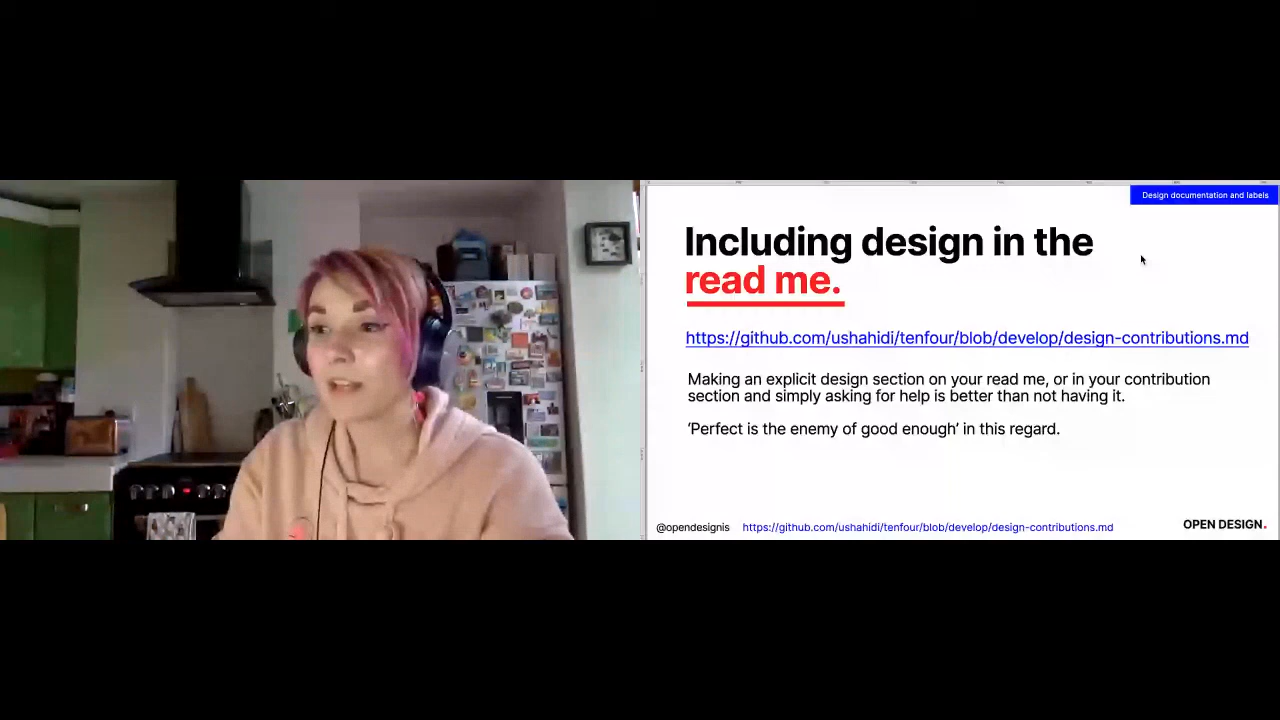 Design documentation and labels
Including design in the
read me.
https://github.com/ushahidi/tenfour/blob/develop/design-contributions.md
Making an explicit design section on your read me, or in your contribution
section and simply asking for help is better than not having it.
‘Perfect is the enemy of good enough’ in this regard.
@opendesignis https://github.com/ushahidi/tenfour/blob/develop/design-contributions.md OPEN DESIGN.